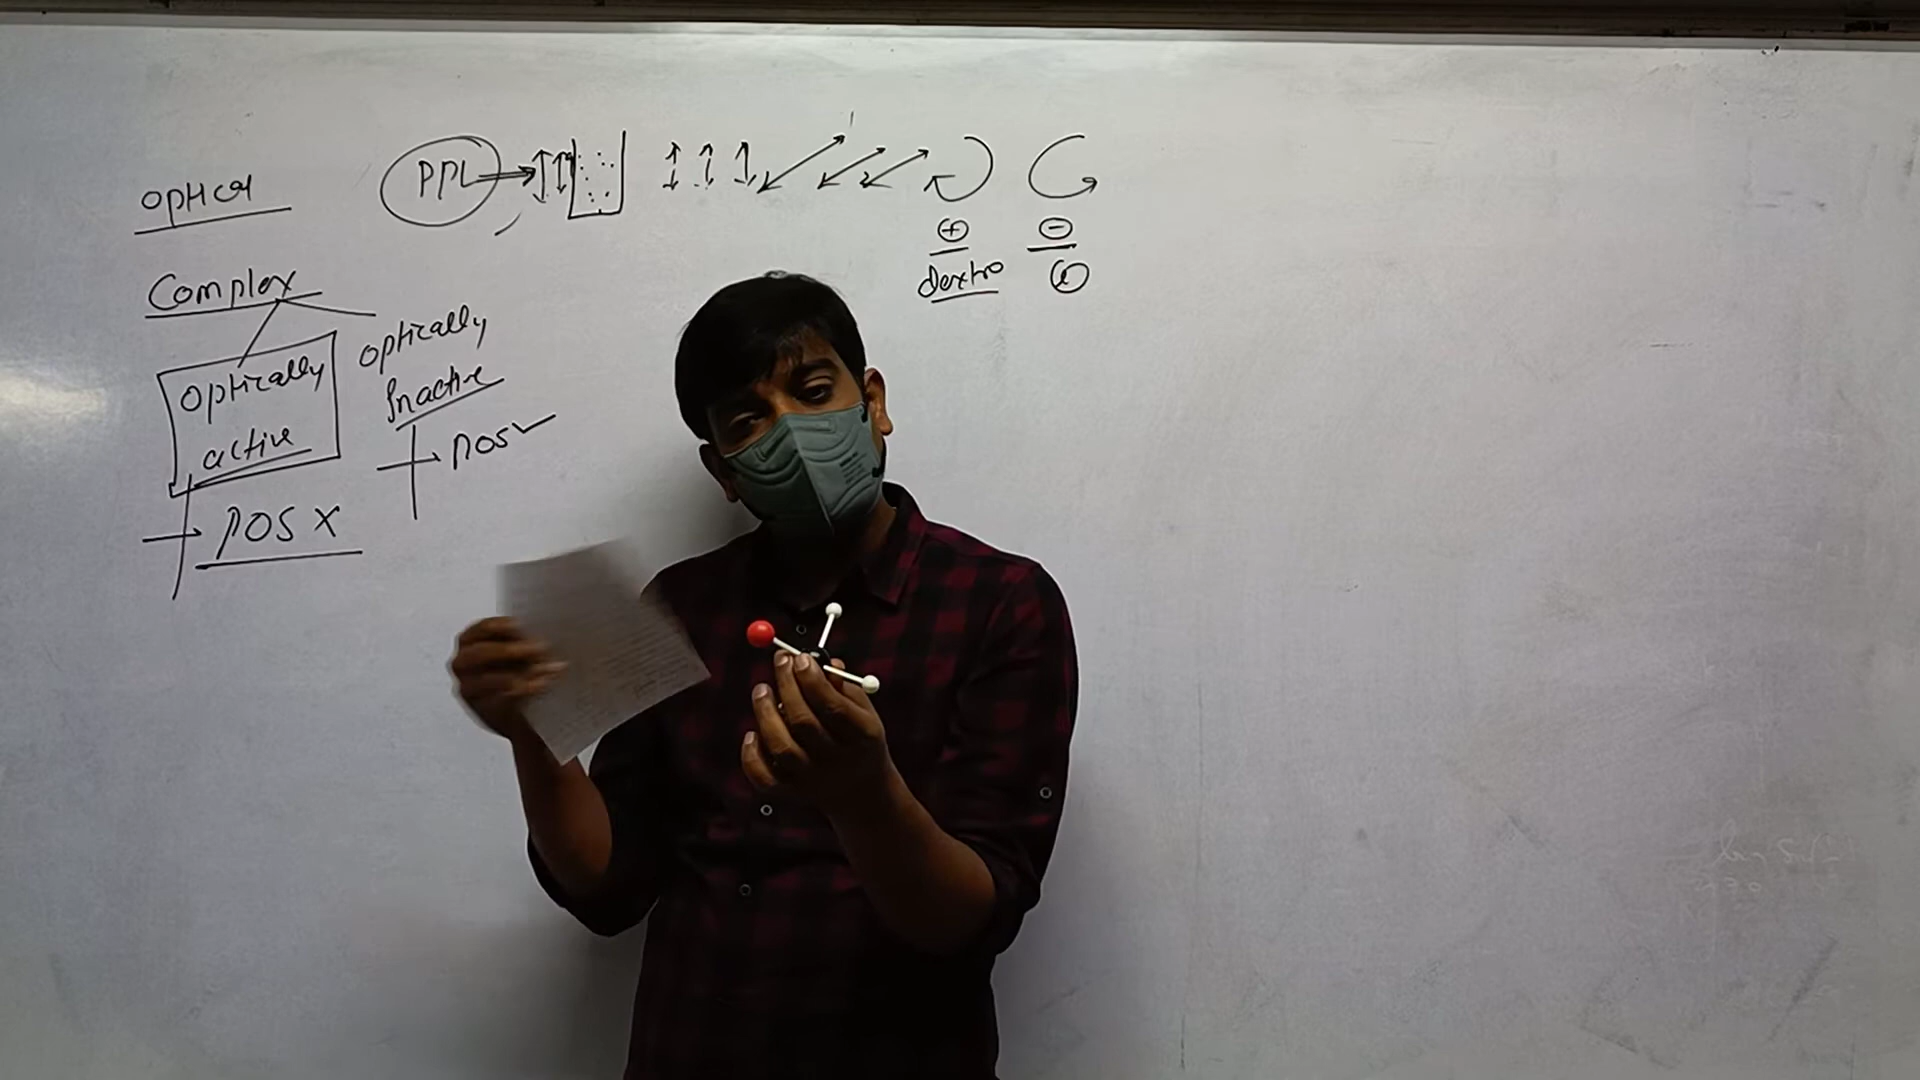 optical
PPL
⊕ ⊖
dextro (l)
Complex
optically
active
optically
Inactive
POS ✓
POS X